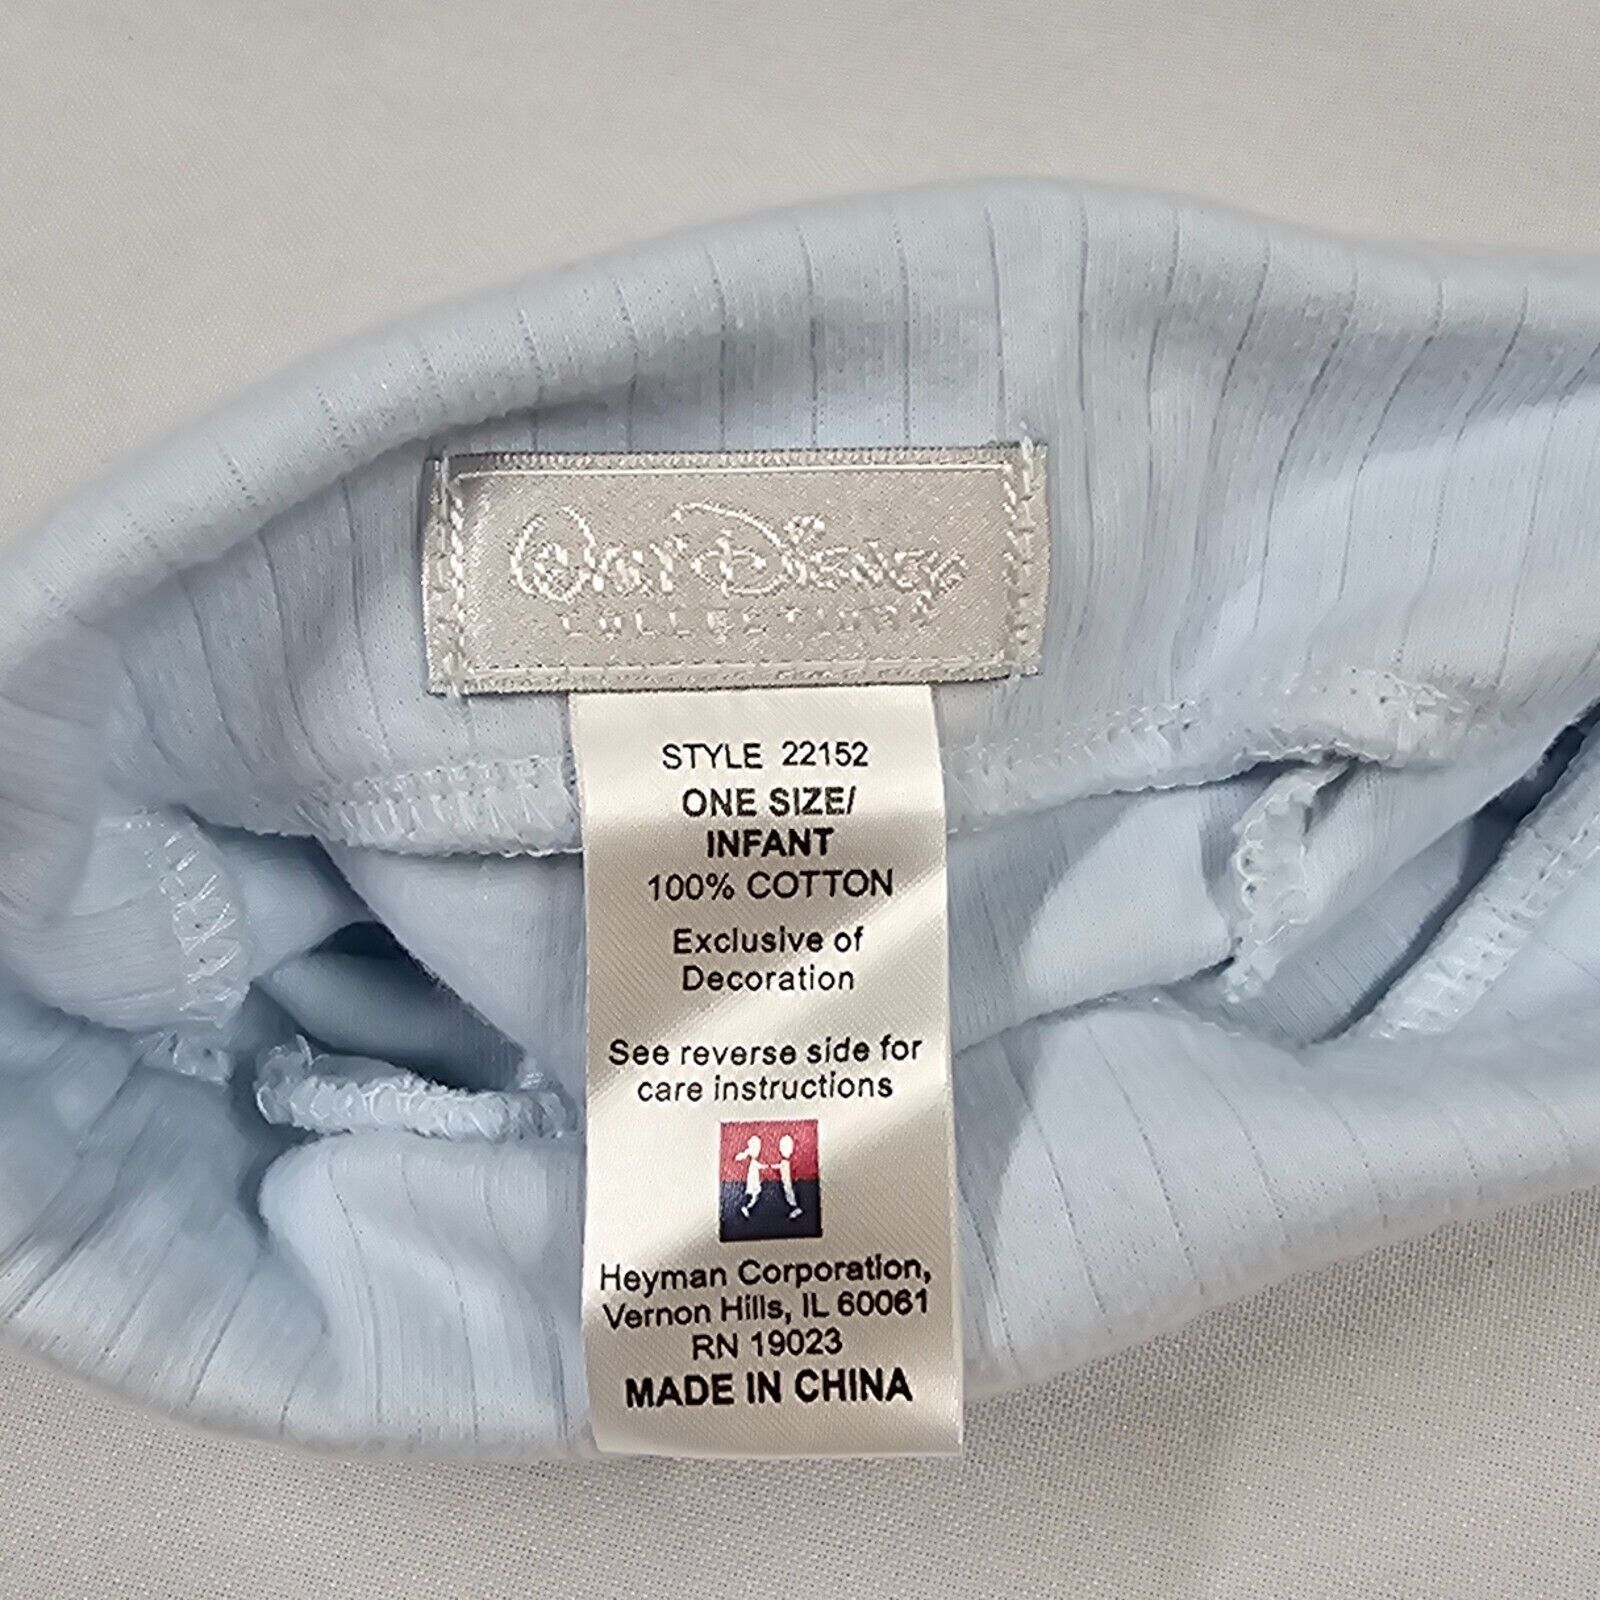 Walt Disney
COLLECTION
STYLE 22152
ONE SIZE/
INFANT
100% COTTON
Exclusive of
Decoration
See reverse side for
care instructions
Heyman Corporation,
Vernon Hills, IL 60061
RN 19023
MADE IN CHINA